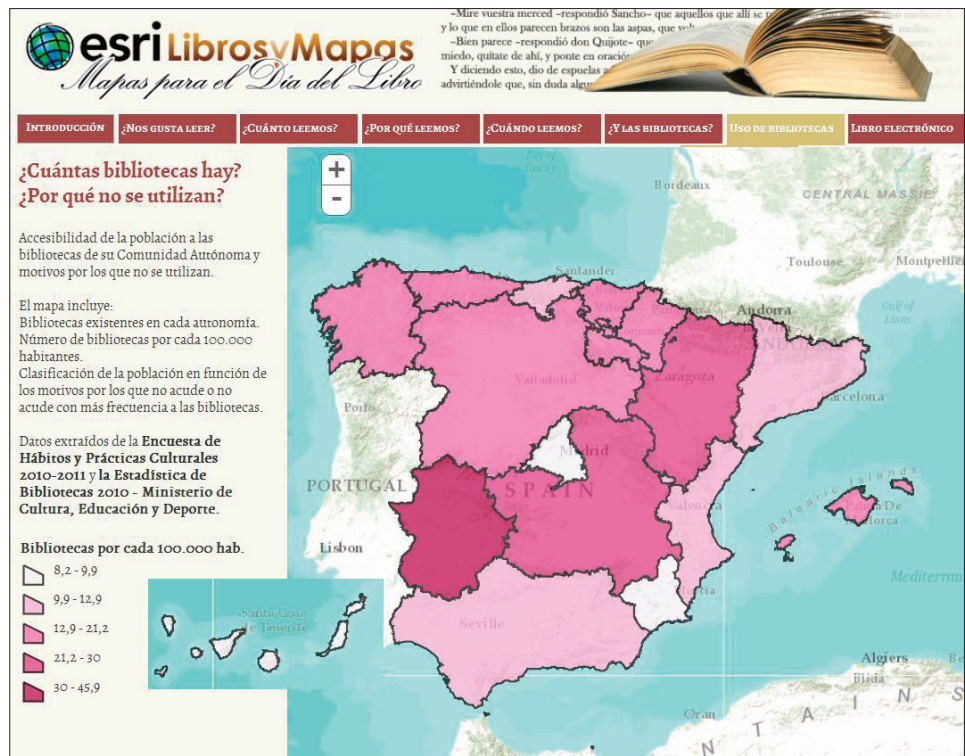 esri LibrosyMapas
Mapas para el Día del Libro
–Mire vuestra merced –respondió Sancho– que aquellos que allí se
y lo que en ellos parecen brazos son las aspas, que
–Bien parece –respondió don Quijote– que
miedo, quítate de ahí, y ponte en
Y diciendo esto, dio de espuelas
advirtiéndole que, sin duda
Introducción
¿Nos gusta leer?
¿Cuánto leemos?
¿Por qué leemos?
¿Cuándo leemos?
¿Y las bibliotecas?
Uso de bibliotecas
Libro electrónico
¿Cuántas bibliotecas hay?
¿Por qué no se utilizan?
Accesibilidad de la población a las
bibliotecas de su Comunidad Autónoma y
motivos por los que no se utilizan.
El mapa incluye:
Bibliotecas existentes en cada autonomía.
Número de bibliotecas por cada 100.000
habitantes.
Clasificación de la población en función de
los motivos por los que no acude o no
acude con más frecuencia a las bibliotecas.
Datos extraídos de la Encuesta de
Hábitos y Prácticas Culturales
2010-2011 y la Estadística de
Bibliotecas 2010 - Ministerio de
Cultura, Educación y Deporte.
Bibliotecas por cada 100.000 hab.
8,2 - 9,9
9,9 - 12,9
12,9 - 21,2
21,2 - 30
30 - 45,9
+
-
Bay of
Biscay
Bordeaux
CENTRAL MASSIF
Toulouse
Montpellier
Santander
Andorra
Gulf of
Lions
Valladolid
Zaragoza
Barcelona
Porto
Madrid
PORTUGAL
SPAIN
Valencia
Balearic Islands
Palma De
Mallorca
Lisbon
Murcia
Mediterran
Seville
Santa Cruz
de Tenerife
Algiers
Be
Blida
Oran
N T A I N S